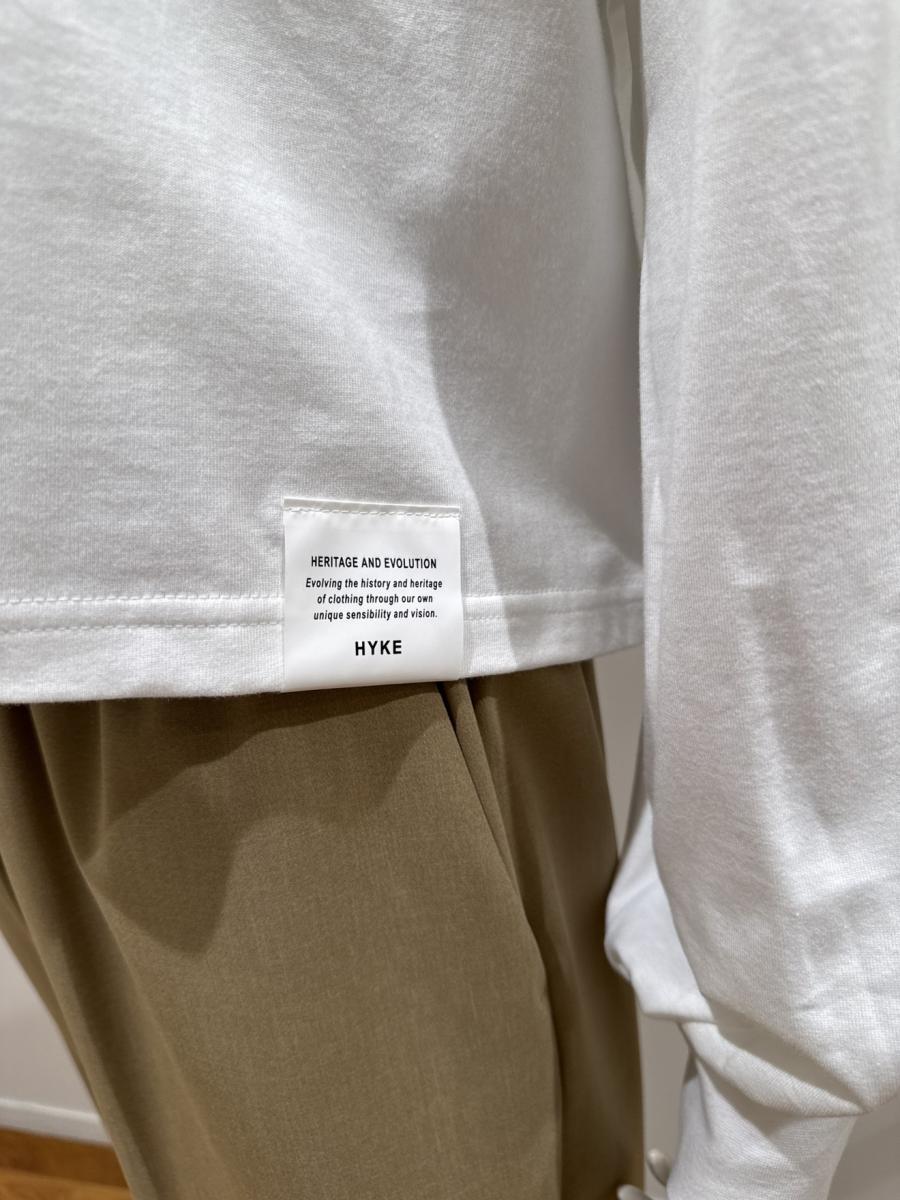 HERITAGE AND EVOLUTION
Evolving the history and heritage
of clothing through our own
unique sensibility and vision.
HYKE